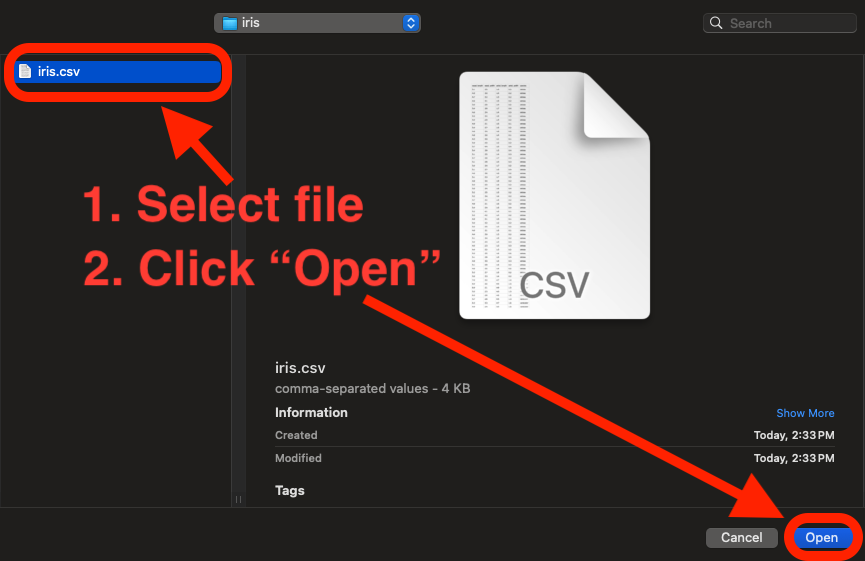 iris
Search
iris.csv
1. Select file
2. Click “Open”
CSV
iris.csv
comma-separated values - 4 KB
Information
Show More
Created
Today, 2:33 PM
Modified
Today, 2:33 PM
Tags
Cancel
Open